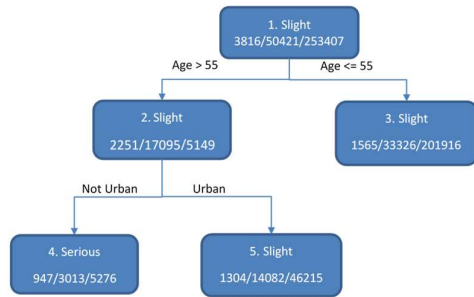 1. Slight
3816/50421/253407
Age > 55
Age <= 55
2. Slight
2251/17095/5149
3. Slight
1565/33326/201916
Not Urban
Urban
4. Serious
947/3013/5276
5. Slight
1304/14082/46215